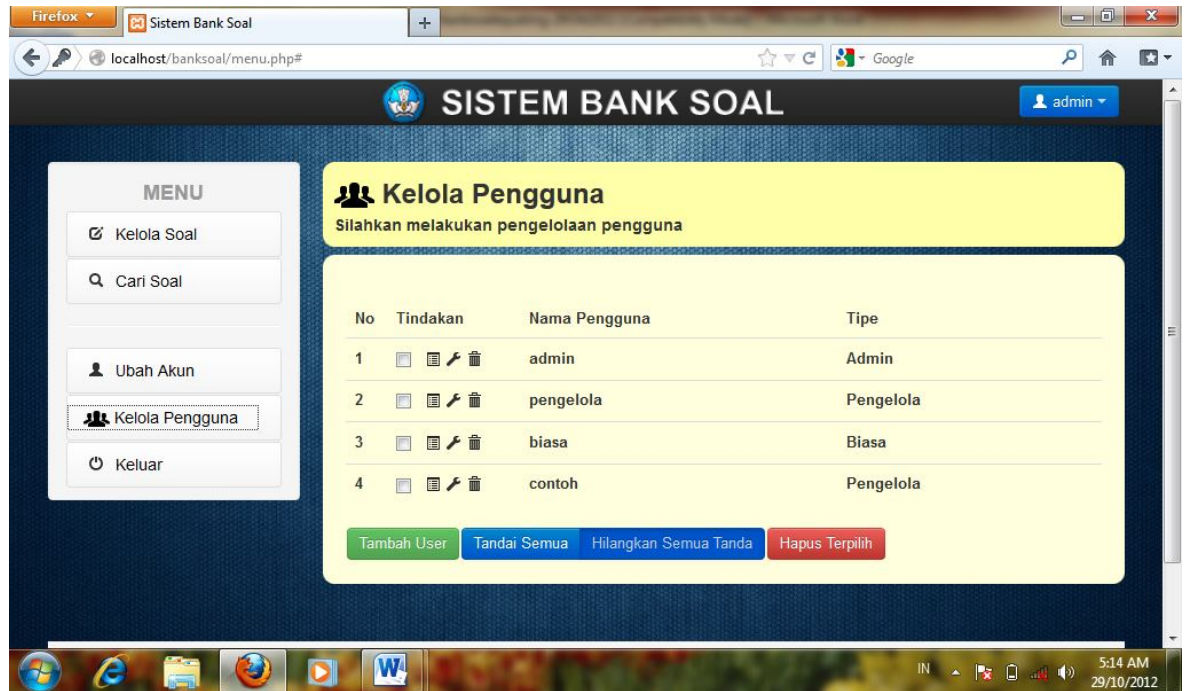 Firefox
Sistem Bank Soal
+
localhost/banksoal/menu.php#
Google
SISTEM BANK SOAL
admin
MENU
Kelola Soal
Cari Soal
Ubah Akun
Kelola Pengguna
Keluar
Kelola Pengguna
Silahkan melakukan pengelolaan pengguna
No Tindakan Nama Pengguna Tipe
1 admin Admin
2 pengelola Pengelola
3 biasa Biasa
4 contoh Pengelola
Tambah User Tandai Semua Hilangkan Semua Tanda Hapus Terpilih
IN
5:14 AM
29/10/2012